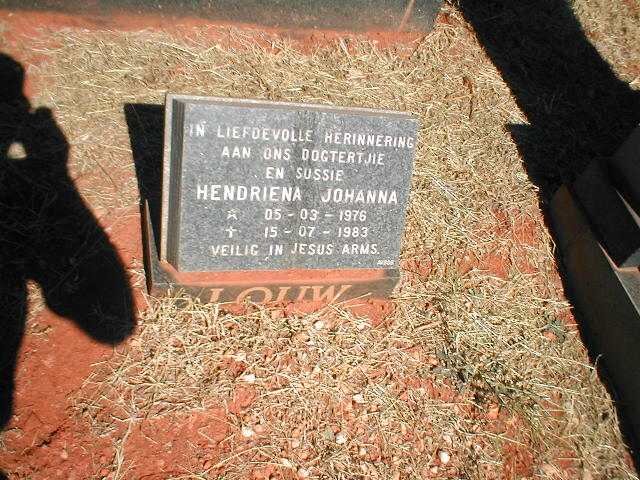 IN LIEFDEVOLLE HERINNERING
AAN ONS DOGTERTJIE
EN SUSSIE
HENDRIENA JOHANNA
☆ 05-03-1976
✝ 15-07-1983
VEILIG IN JESUS ARMS
LOUW